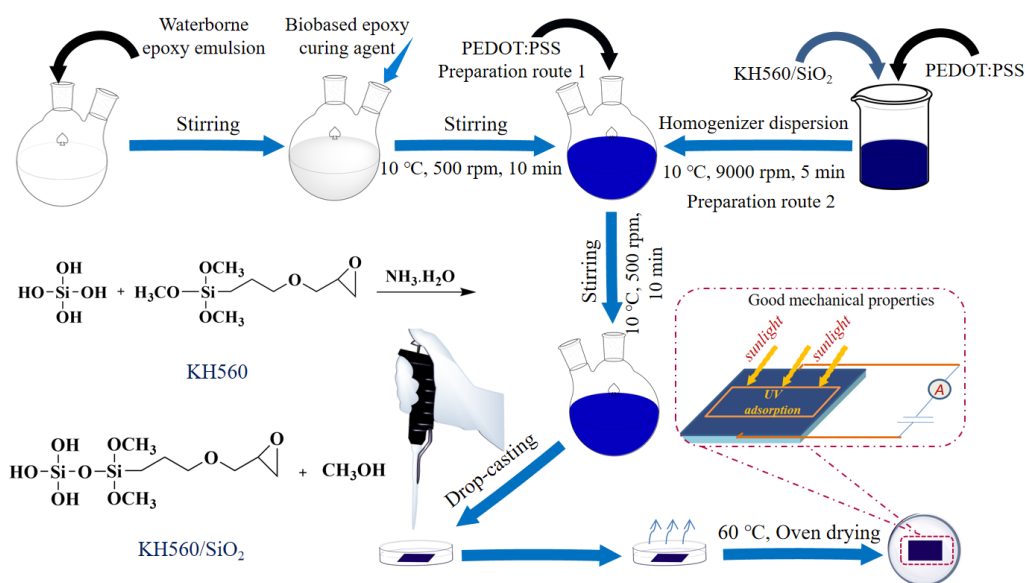 Waterborne
epoxy emulsion
Biobased epoxy
curing agent
PEDOT:PSS
Preparation route 1
KH560/SiO₂
PEDOT:PSS
Stirring
Stirring
10 ℃, 500 rpm, 10 min
Homogenizer dispersion
10 ℃, 9000 rpm, 5 min
Preparation route 2
Stirring
10 ℃, 500 rpm,
10 min
OH
HO-Si-OH
OH
+
OCH₃
H₃CO-Si
OCH₃
O
O
NH₃.H₂O
KH560
Good mechanical properties
sunlight
sunlight
UV
adsorption
A
OH
HO-Si-O-Si
OH
OCH₃
OCH₃
O
O
+ CH₃OH
KH560/SiO₂
Drop-casting
60 ℃, Oven drying